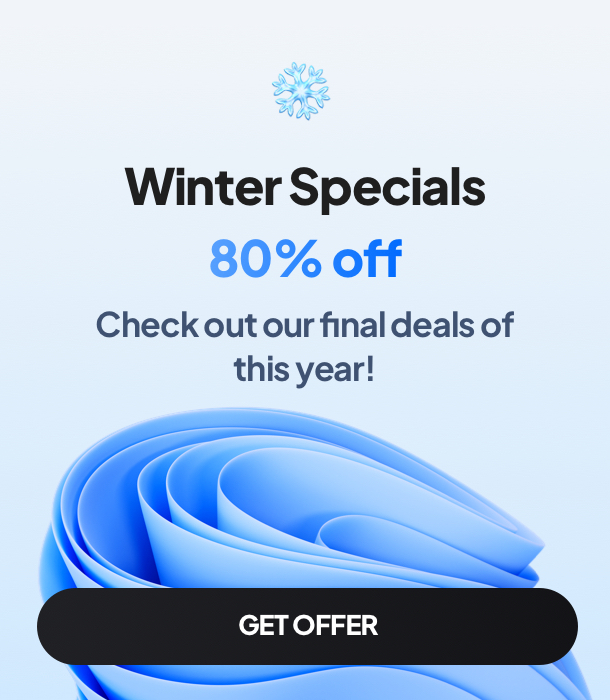 Winter Specials
80% off
Check out our final deals of
this year!
GET OFFER